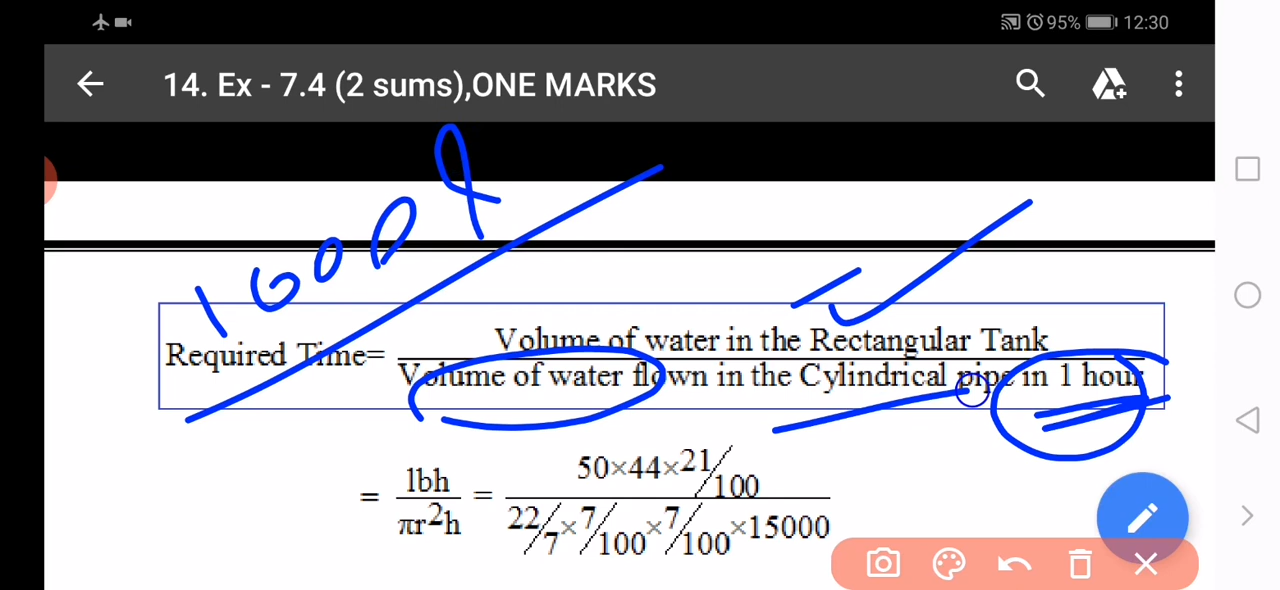 95% 12:30
14. Ex - 7.4 (2 sums),ONE MARKS
Required Time= Volume of water in the Rectangular Tank
Volume of water flown in the Cylindrical pipe in 1 hour
= lbh = 50×44×21/100
πr²h 22/7×7/100×7/100×15000